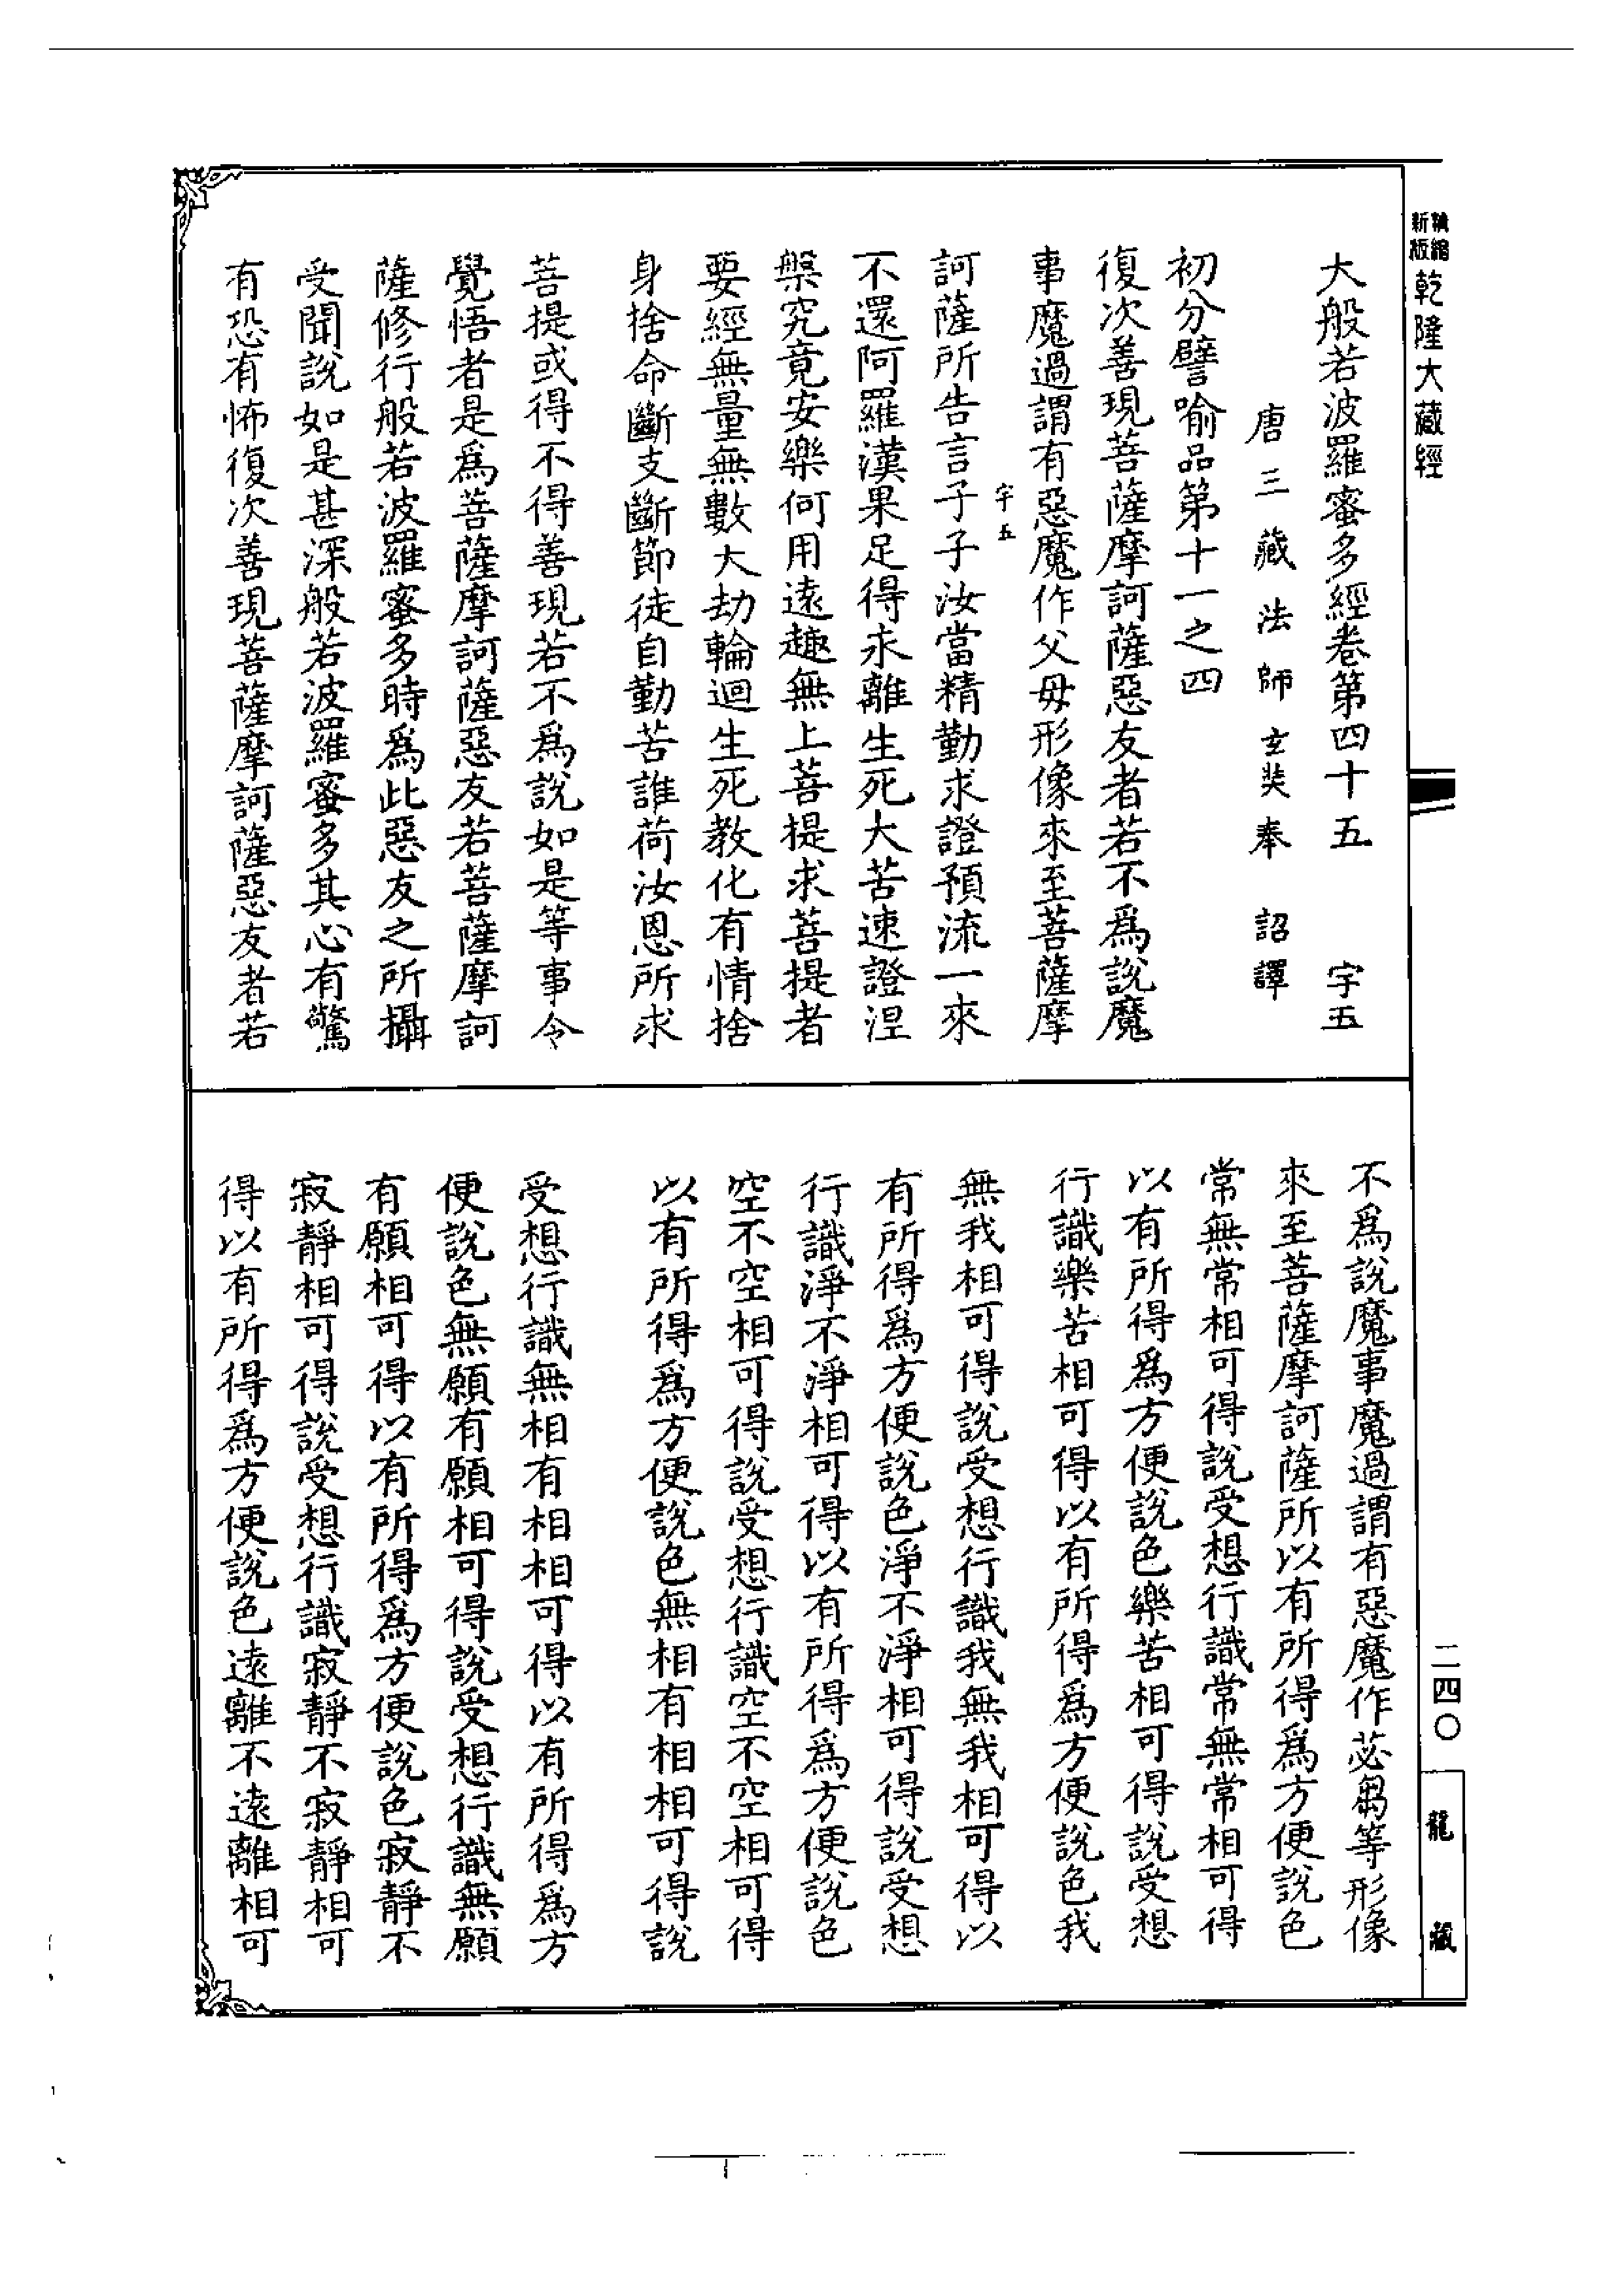 新版精縮
乾隆大藏經
大般若波羅蜜多經卷第四十五　字五
唐三藏法師玄奘奉　詔譯
初分譬喻品第十一之四
復次善現菩薩摩訶薩惡友者若不爲說魔
事魔過謂有惡魔作父母形像來至菩薩摩
字五
訶薩所告言子子汝當精勤求證預流一來
不還阿羅漢果足得永離生死大苦速證涅
槃究竟安樂何用遠趣無上菩提求菩提者
要經無量無數大劫輪迴生死教化有情捨
身捨命斷支斷節徒自勤苦誰荷汝恩所求
菩提或得不得善現若不爲說如是等事令
覺悟者是爲菩薩摩訶薩惡友若菩薩摩訶
薩修行般若波羅蜜多時爲此惡友之所攝
受聞說如是甚深般若波羅蜜多其心有驚
有恐有怖復次善現菩薩摩訶薩惡友者若
不爲說魔事魔過謂有惡魔作苾芻等形像
來至菩薩摩訶薩所以有所得爲方便說色
常無常相可得說受想行識常無常相可得
以有所得爲方便說色樂苦相可得說受想
行識樂苦相可得以有所得爲方便說色我
無我相可得說受想行識我無我相可得以
有所得爲方便說色淨不淨相可得說受想
行識淨不淨相可得以有所得爲方便說色
空不空相可得說受想行識空不空相可得
以有所得爲方便說色無相有相相可得說
受想行識無相有相相可得以有所得爲方
便說色無願有願相可得說受想行識無願
有願相可得以有所得爲方便說色寂靜不
寂靜相可得說受想行識寂靜不寂靜相可
得以有所得爲方便說色遠離不遠離相可
二四〇
龍藏